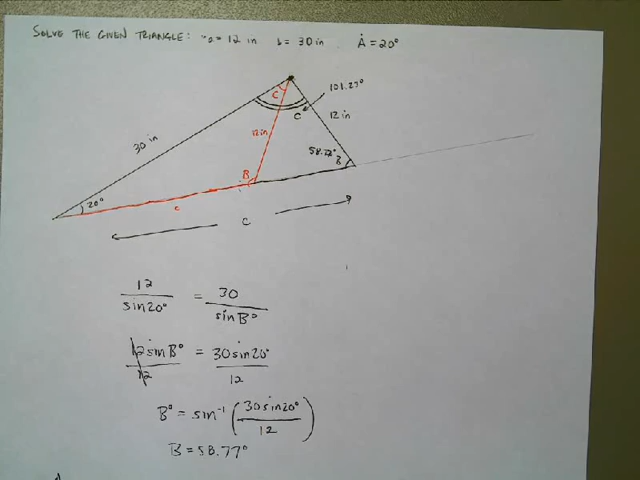 SOLVE THE GIVEN TRIANGLE: a = 12 in b = 30 in A = 20°
C
101.23°
C
12 in
30 in
12 in
58.77°
B
B
20°
c
C
12 / sin20° = 30 / sinB°
12sinB° / 12 = 30sin20° / 12
B° = sin⁻¹ (30sin20° / 12)
B = 58.77°